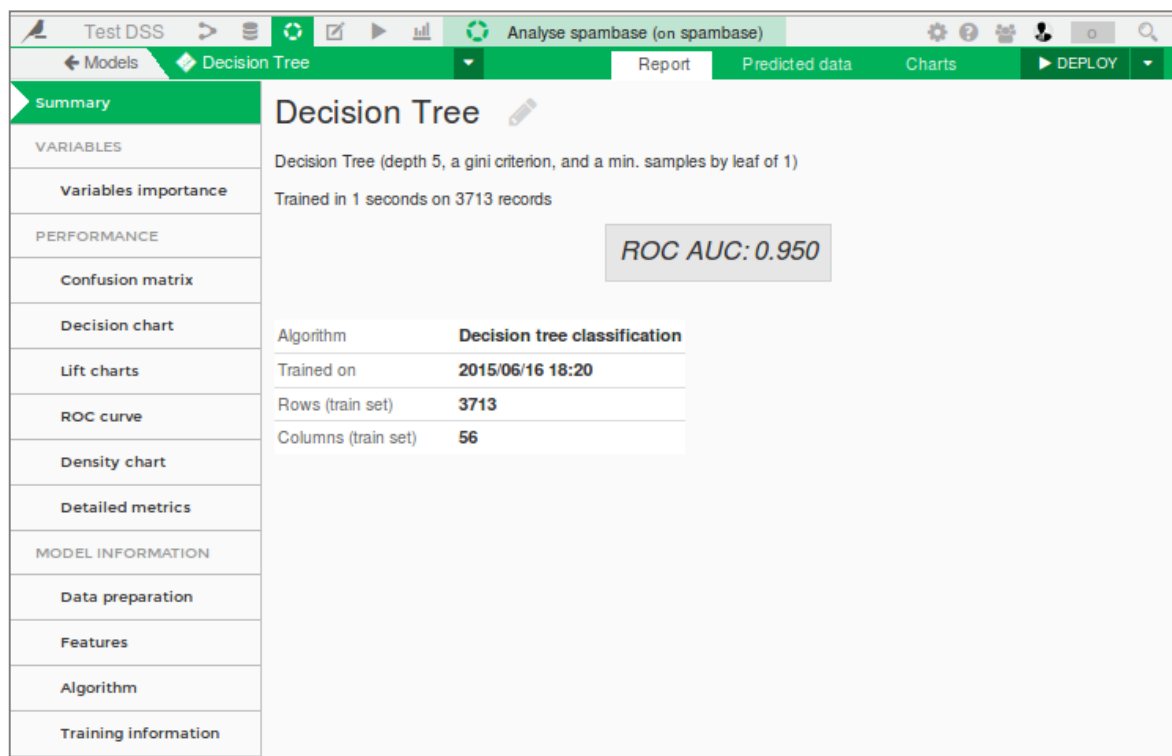 Test DSS Analyse spambase (on spambase) o
← Models Decision Tree Report Predicted data Charts DEPLOY
Summary
VARIABLES
Variables importance
PERFORMANCE
Confusion matrix
Decision chart
Lift charts
ROC curve
Density chart
Detailed metrics
MODEL INFORMATION
Data preparation
Features
Algorithm
Training information
Decision Tree
Decision Tree (depth 5, a gini criterion, and a min. samples by leaf of 1)
Trained in 1 seconds on 3713 records
ROC AUC: 0.950
Algorithm Decision tree classification
Trained on 2015/06/16 18:20
Rows (train set) 3713
Columns (train set) 56